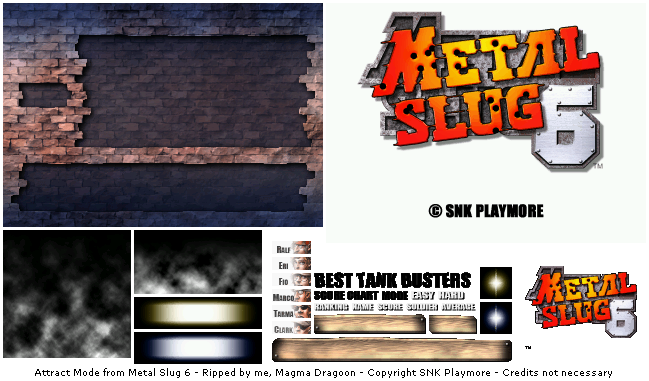 METAL
SLUG
6
TM
© SNK PLAYMORE
RALF
ERI
FIO
MARCO
TARMA
CLARK
BEST TANK BUSTERS
SCORE CHART MODE EASY HARD
RANKING NAME SCORE SOLDIER AVERAGE
METAL
SLUG
6
TM
Attract Mode from Metal Slug 6 - Ripped by me, Magma Dragoon - Copyright SNK Playmore - Credits not necessary